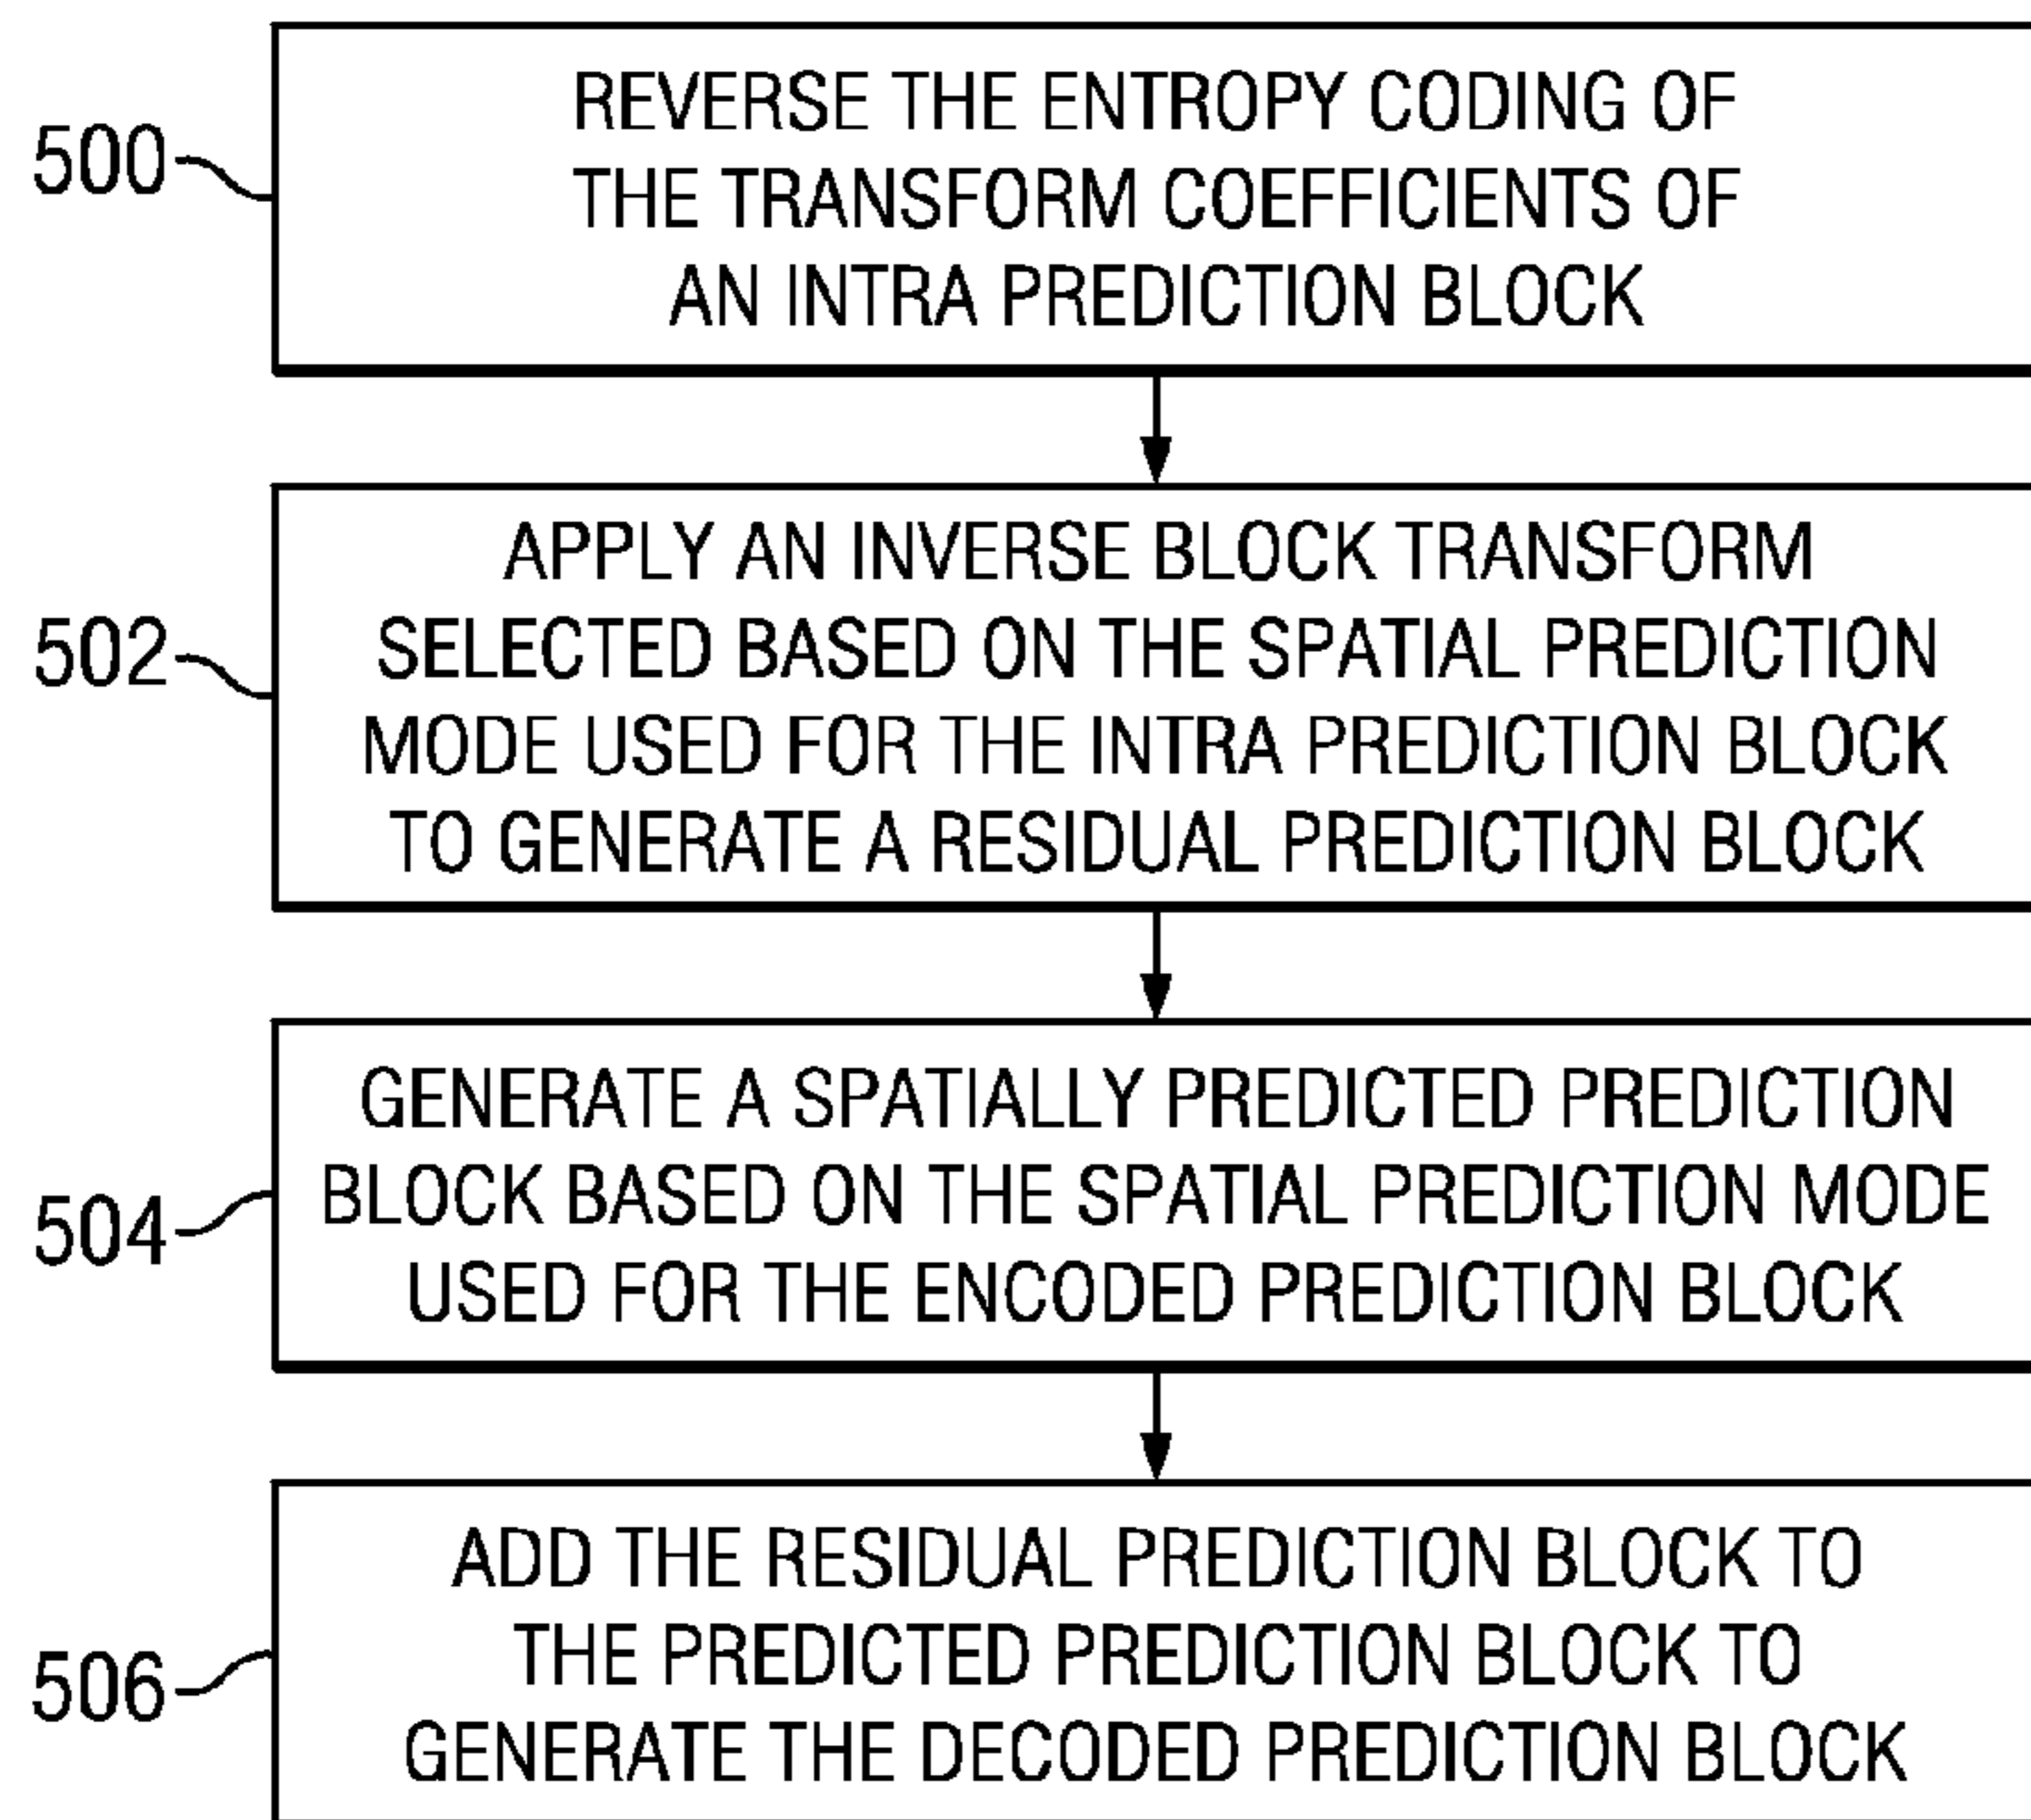 500
REVERSE THE ENTROPY CODING OF
THE TRANSFORM COEFFICIENTS OF
AN INTRA PREDICTION BLOCK
502
APPLY AN INVERSE BLOCK TRANSFORM
SELECTED BASED ON THE SPATIAL PREDICTION
MODE USED FOR THE INTRA PREDICTION BLOCK
TO GENERATE A RESIDUAL PREDICTION BLOCK
504
GENERATE A SPATIALLY PREDICTED PREDICTION
BLOCK BASED ON THE SPATIAL PREDICTION MODE
USED FOR THE ENCODED PREDICTION BLOCK
506
ADD THE RESIDUAL PREDICTION BLOCK TO
THE PREDICTED PREDICTION BLOCK TO
GENERATE THE DECODED PREDICTION BLOCK